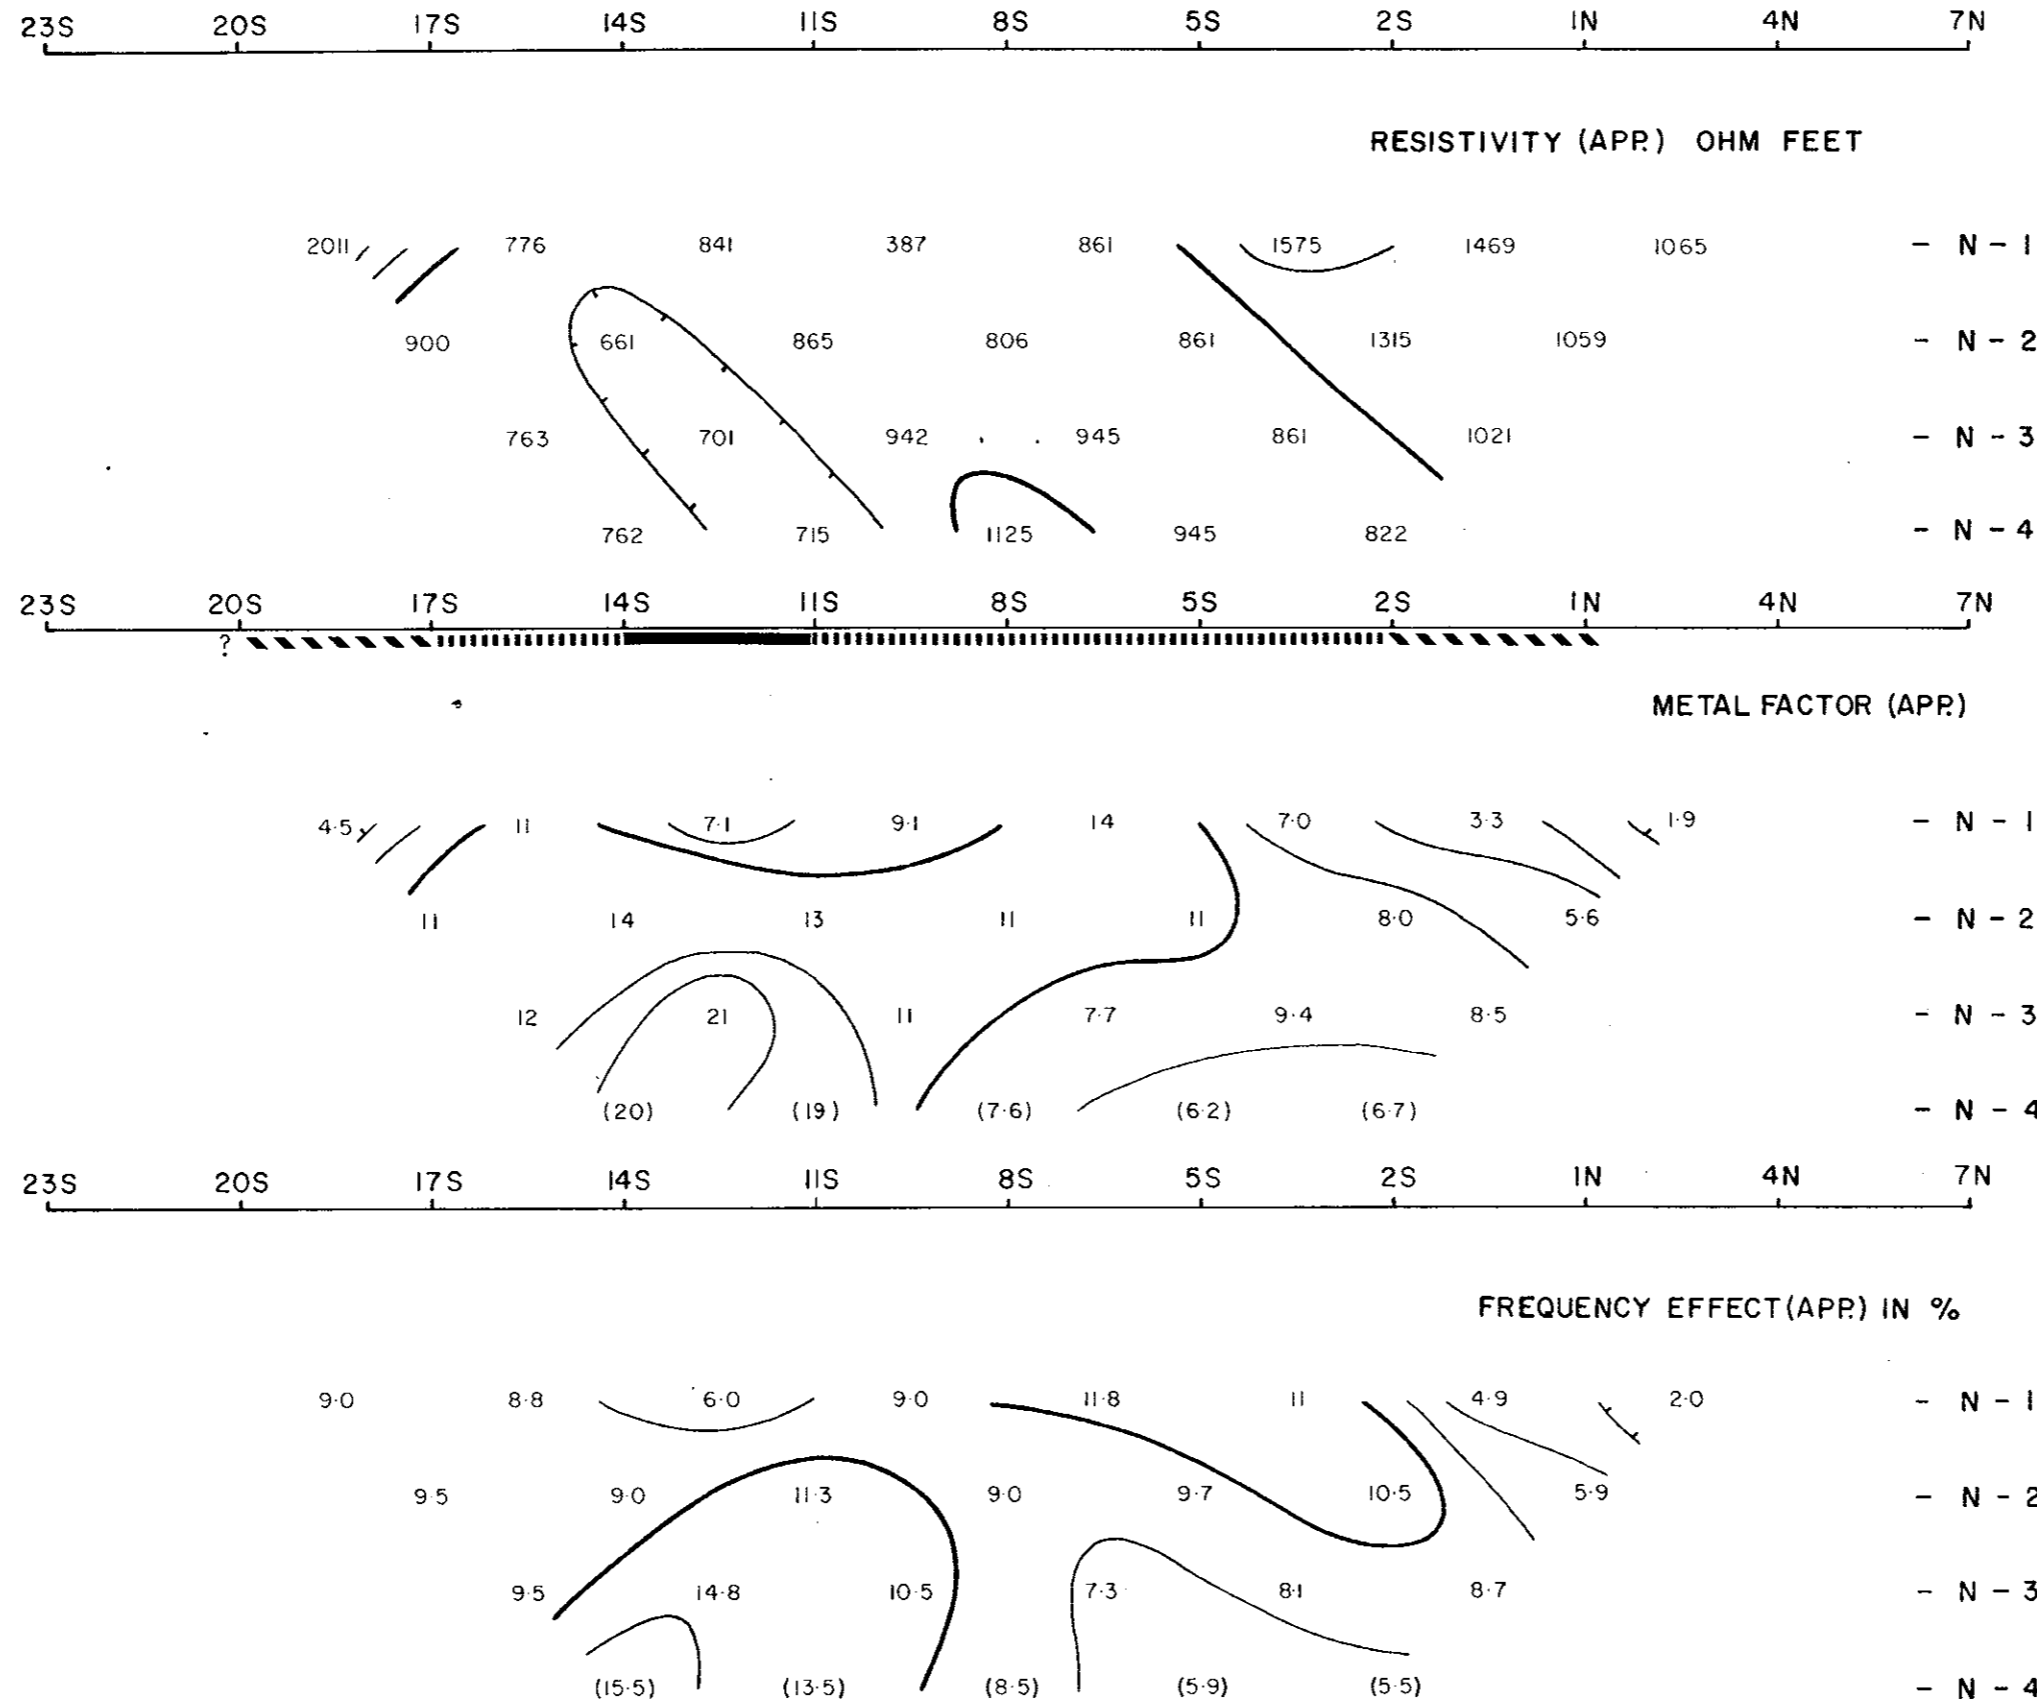 23S 20S 17S 14S 11S 8S 5S 2S 1N 4N 7N
RESISTIVITY (APP.) OHM FEET
2011 776 841 387 861 1575 1469 1065 - N - 1
900 661 865 806 861 1315 1059 - N - 2
763 701 942 945 861 1021 - N - 3
762 715 1125 945 822 - N - 4
23S 20S 17S 14S 11S 8S 5S 2S 1N 4N 7N
?
METAL FACTOR (APP.)
4.5 11 7.1 9.1 14 7.0 3.3 1.9 - N - 1
11 14 13 11 11 8.0 5.6 - N - 2
12 21 11 7.7 9.4 8.5 - N - 3
(20) (19) (7.6) (6.2) (6.7) - N - 4
23S 20S 17S 14S 11S 8S 5S 2S 1N 4N 7N
FREQUENCY EFFECT (APP.) IN %
9.0 8.8 6.0 9.0 11.8 11 4.9 2.0 - N - 1
9.5 9.0 11.3 9.0 9.7 10.5 5.9 - N - 2
9.5 14.8 10.5 7.3 8.1 8.7 - N - 3
(15.5) (13.5) (8.5) (5.9) (5.5) - N - 4